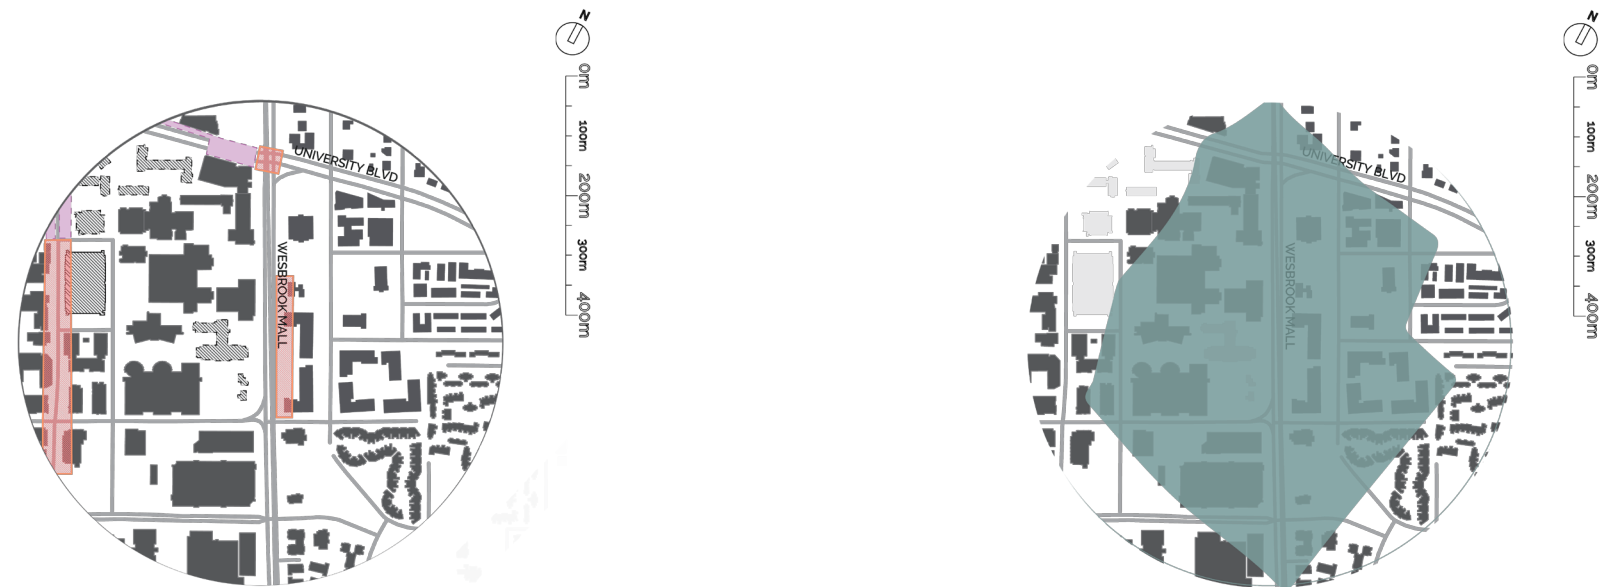 N
0m
100m
200m
300m
400m
UNIVERSITY BLVD
WESBROOK MALL
N
0m
100m
200m
300m
400m
UNIVERSITY BLVD
WESBROOK MALL